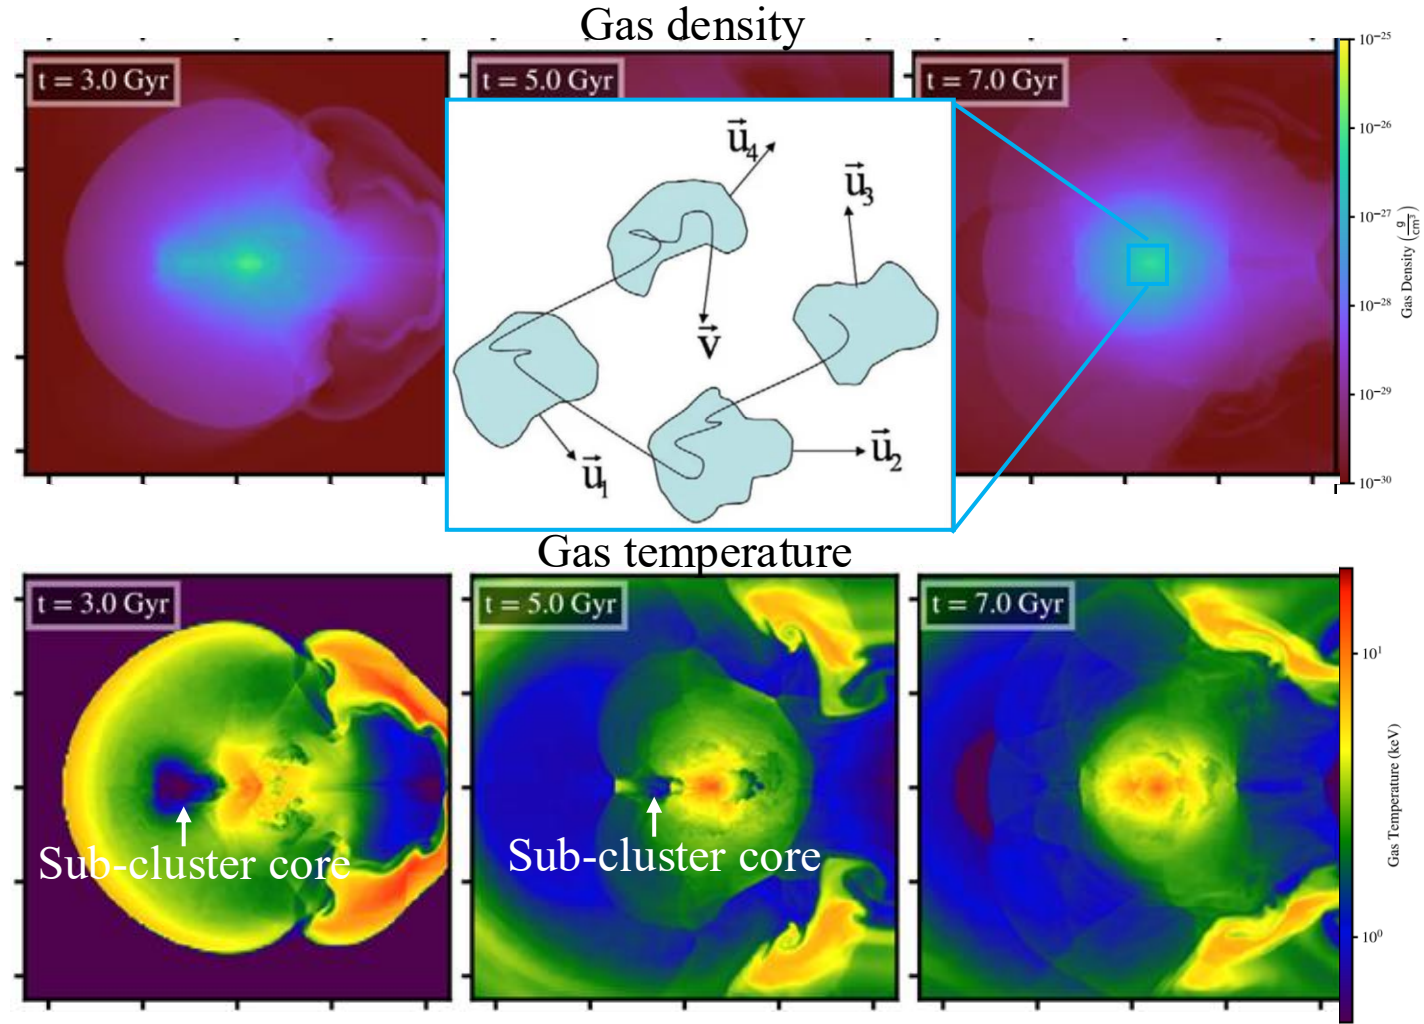 Gas density
t = 3.0 Gyr
t = 5.0 Gyr
t = 7.0 Gyr
u⃗₄
u⃗₃
v⃗
u⃗₂
u⃗₁
10⁻²⁵
10⁻²⁶
10⁻²⁷
10⁻²⁸
10⁻²⁹
10⁻³⁰
Gas Density (g/cm³)
Gas temperature
t = 3.0 Gyr
t = 5.0 Gyr
t = 7.0 Gyr
Sub-cluster core
Sub-cluster core
10¹
10⁰
Gas Temperature (keV)